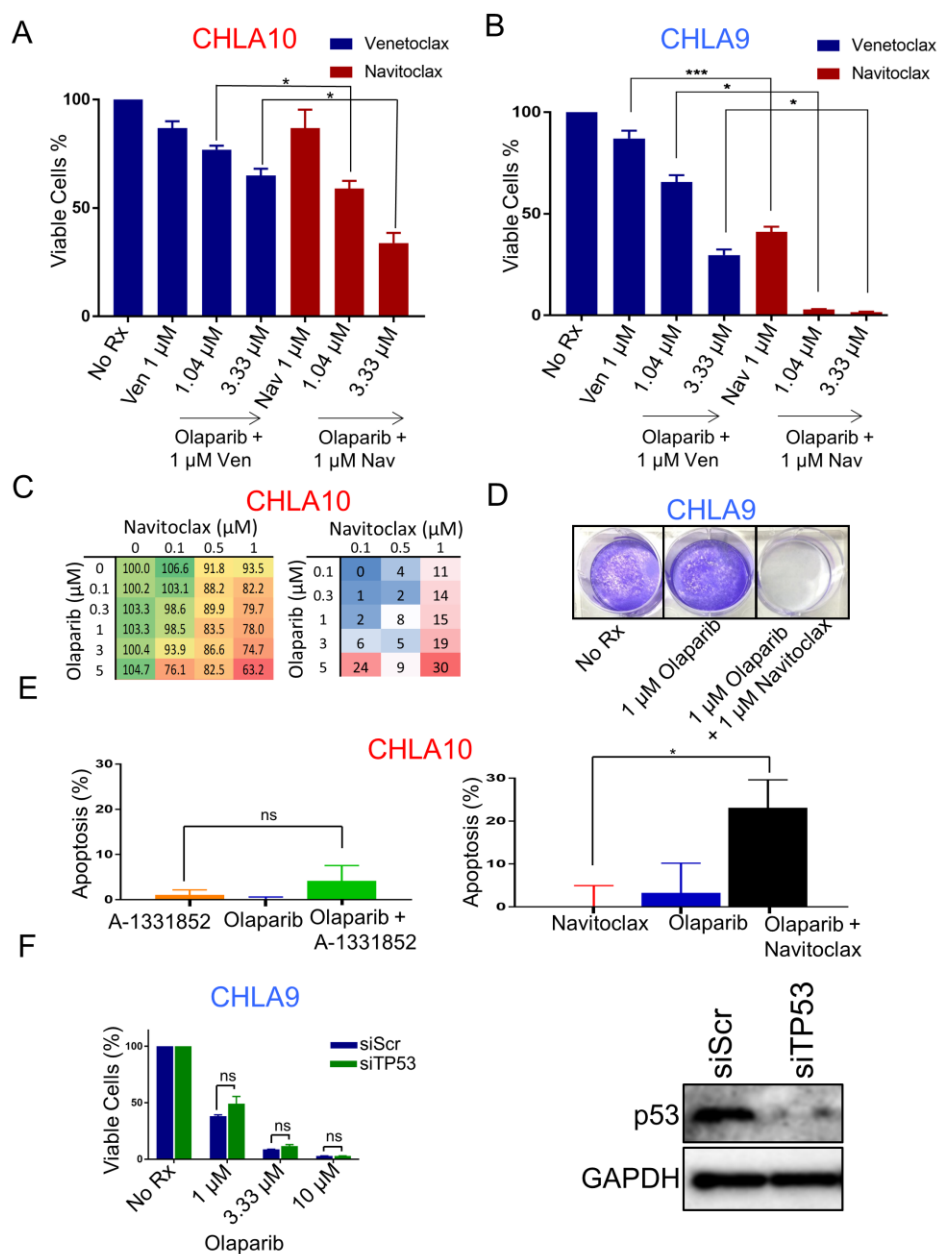 A
CHLA10
Venetoclax
Navitoclax
*
*
100
50
0
Viable Cells %
No Rx
Ven 1 µM
1.04 µM
3.33 µM
Nav 1 µM
1.04 µM
3.33 µM
Olaparib +
1 µM Ven
Olaparib +
1 µM Nav
B
CHLA9
Venetoclax
Navitoclax
***
*
*
100
50
0
Viable Cells %
No Rx
Ven 1 µM
1.04 µM
3.33 µM
Nav 1 µM
1.04 µM
3.33 µM
Olaparib +
1 µM Ven
Olaparib +
1 µM Nav
C
CHLA10
Navitoclax (µM)
0 0.1 0.5 1
Olaparib (µM)
0 100.0 106.6 91.8 93.5
0.1 100.2 103.1 88.2 82.2
0.3 103.3 98.6 89.9 79.7
1 103.3 98.5 83.5 78.0
3 100.4 93.9 86.6 74.7
5 104.7 76.1 82.5 63.2
Navitoclax (µM)
0.1 0.5 1
Olaparib (µM)
0.1 0 4 11
0.3 1 2 14
1 2 8 15
3 6 5 19
5 24 9 30
D
CHLA9
No Rx
1 µM Olaparib
1 µM Olaparib
+ 1 µM Navitoclax
E
CHLA10
30
20
10
0
Apoptosis (%)
ns
A-1331852
Olaparib
Olaparib +
A-1331852
30
20
10
0
Apoptosis (%)
*
Navitoclax
Olaparib
Olaparib +
Navitoclax
F
CHLA9
siScr
siTP53
100
50
0
Viable Cells (%)
ns
ns
ns
No Rx
1 µM
3.33 µM
10 µM
Olaparib
siScr
siTP53
p53
GAPDH